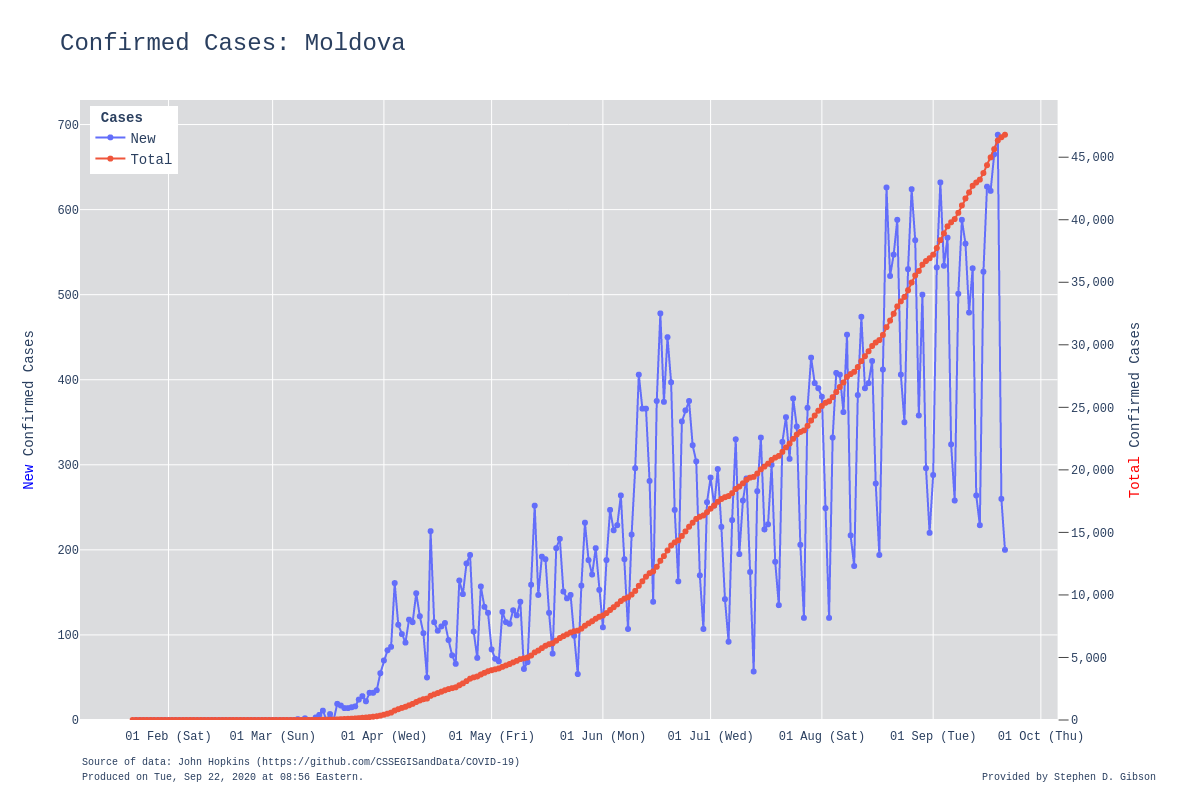 Confirmed Cases: Moldova
Cases
New
Total
700
600
500
400
300
200
100
0
45,000
40,000
35,000
30,000
25,000
20,000
15,000
10,000
5,000
0
New Confirmed Cases
Total Confirmed Cases
01 Feb (Sat) 01 Mar (Sun) 01 Apr (Wed) 01 May (Fri) 01 Jun (Mon) 01 Jul (Wed) 01 Aug (Sat) 01 Sep (Tue) 01 Oct (Thu)
Source of data: John Hopkins (https://github.com/CSSEGISandData/COVID-19)
Produced on Tue, Sep 22, 2020 at 08:56 Eastern.
Provided by Stephen D. Gibson